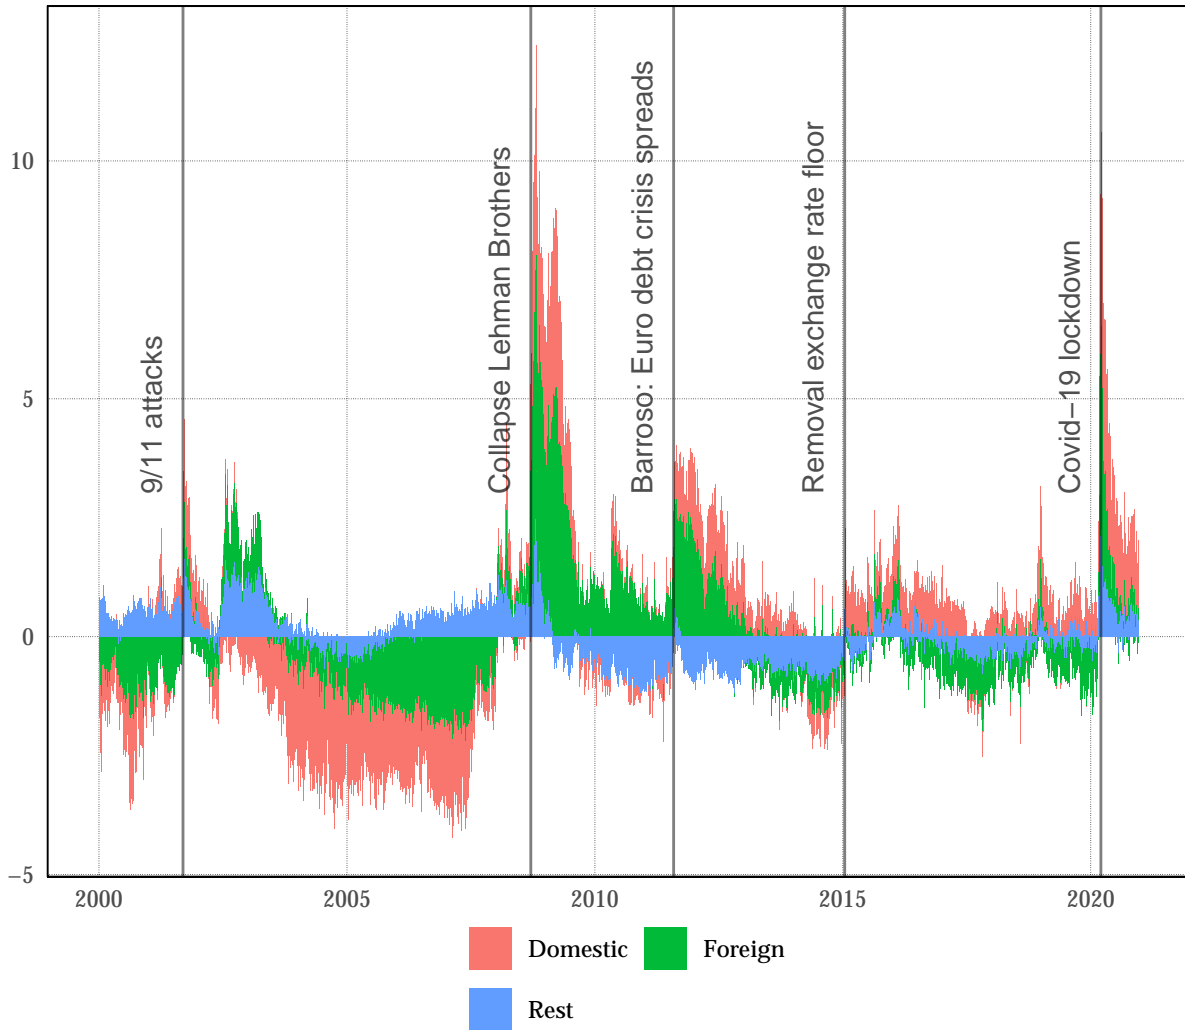 10
5
0
−5
9/11 attacks
Collapse Lehman Brothers
Barroso: Euro debt crisis spreads
Removal exchange rate floor
Covid−19 lockdown
2000
2005
2010
2015
2020
Domestic
Foreign
Rest